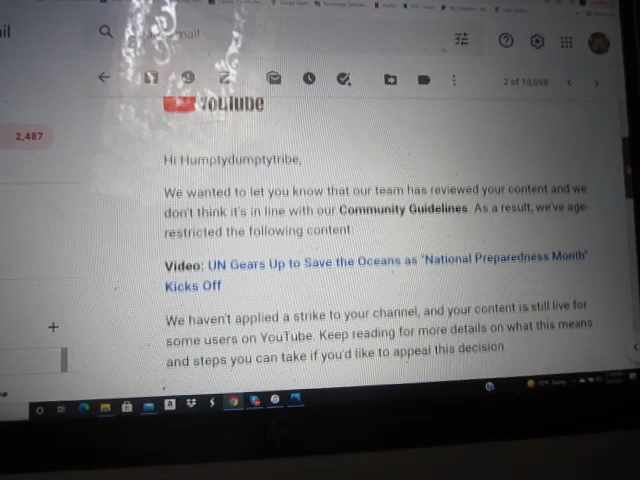 2 of 10,098
YouTube
2,487
Hi Humptydumptytribe,
We wanted to let you know that our team has reviewed your content and we
don't think it's in line with our Community Guidelines. As a result, we've age-
restricted the following content:
Video: UN Gears Up to Save the Oceans as "National Preparedness Month"
Kicks Off
We haven't applied a strike to your channel, and your content is still live for
some users on YouTube. Keep reading for more details on what this means
and steps you can take if you'd like to appeal this decision